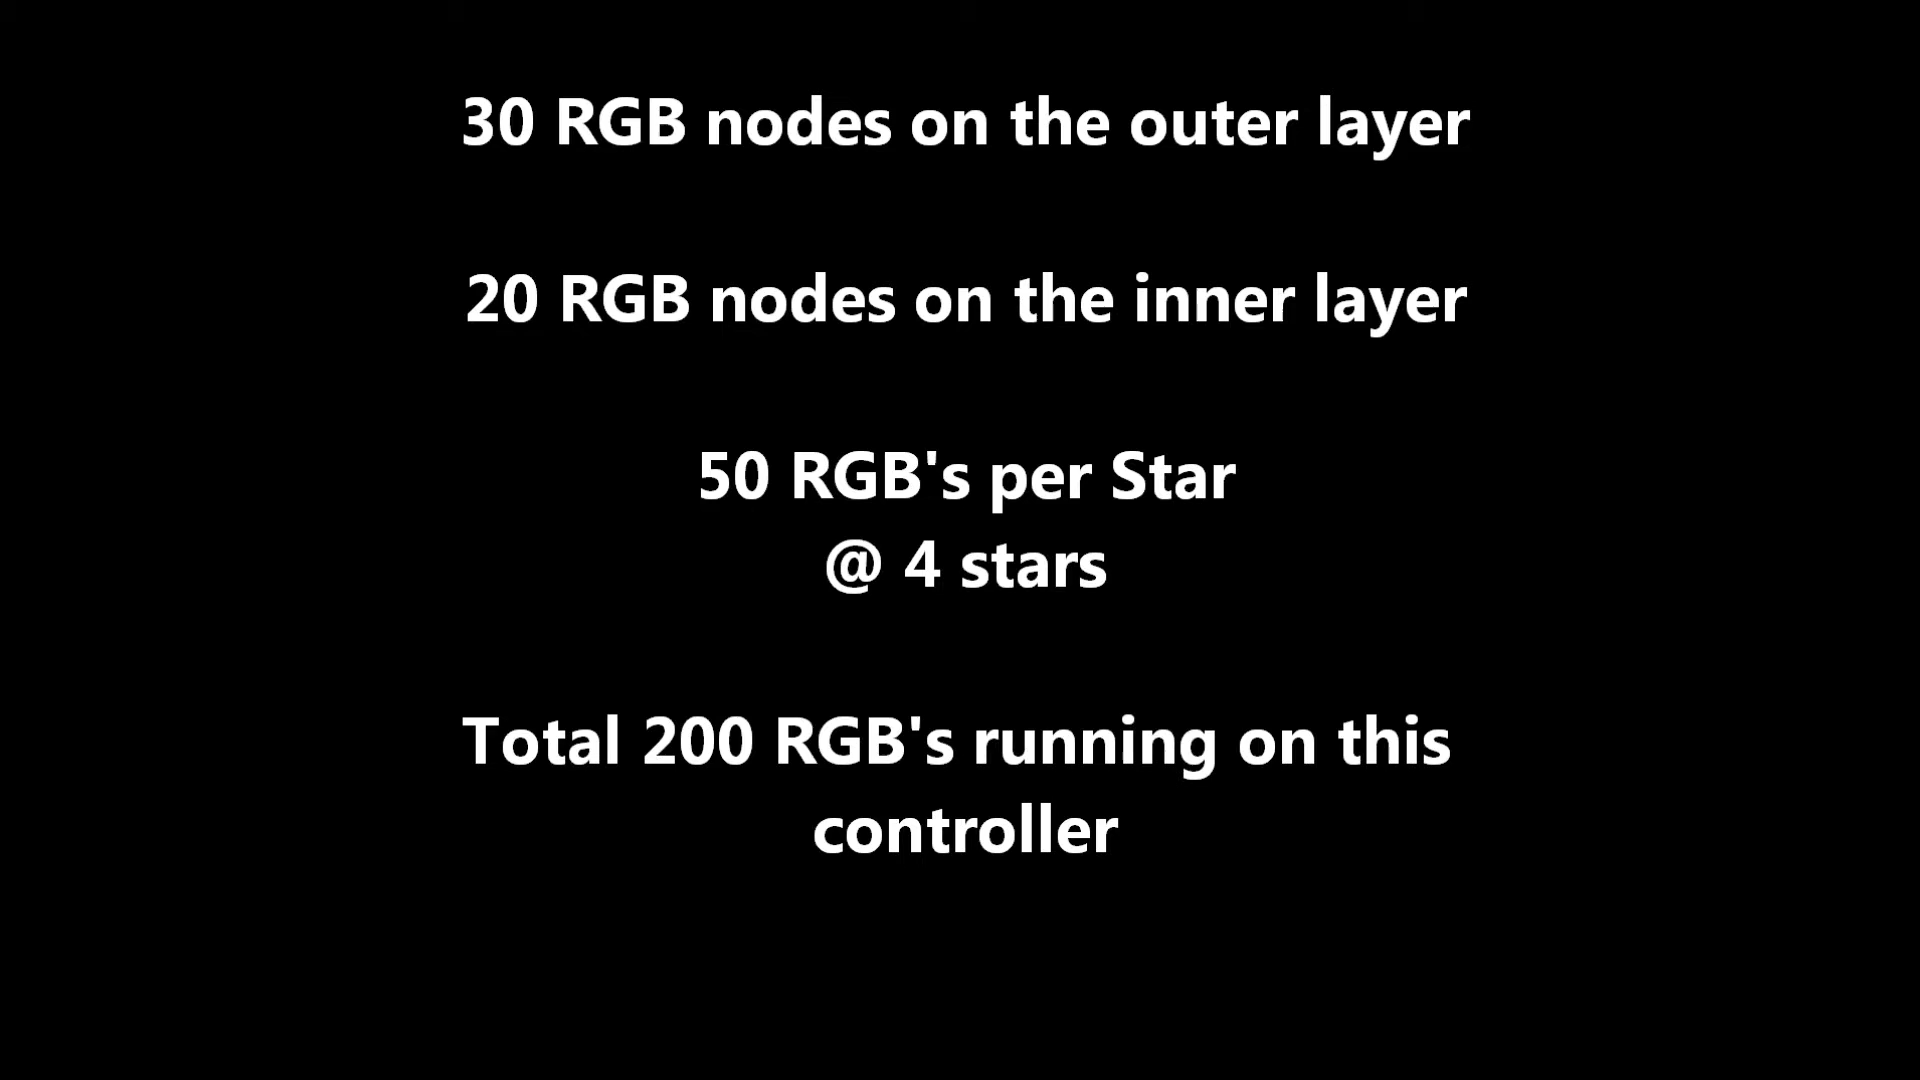 30 RGB nodes on the outer layer
20 RGB nodes on the inner layer
50 RGB's per Star
@ 4 stars
Total 200 RGB's running on this
controller